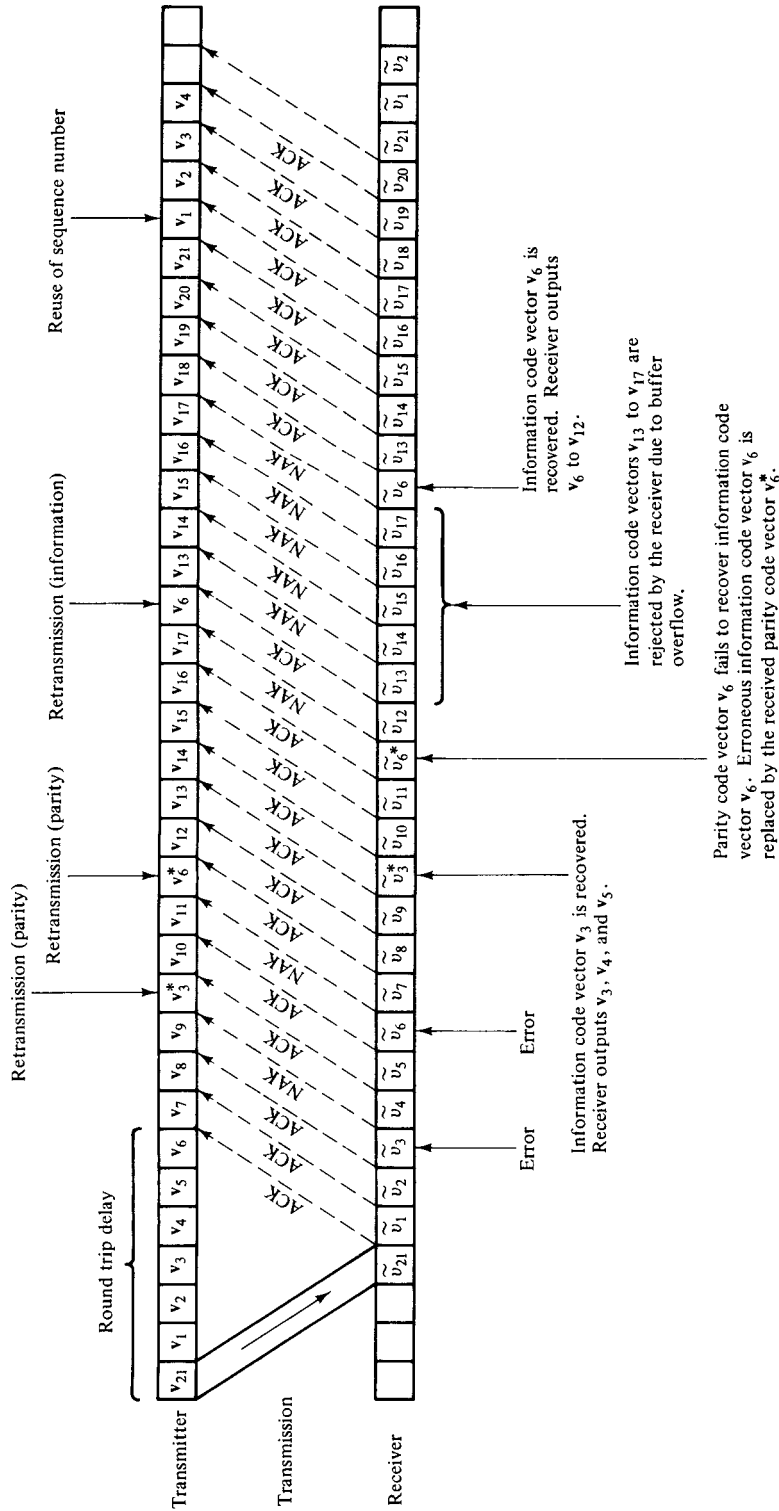 Retransmission (parity)
Retransmission (parity)
Retransmission (information)
Reuse of sequence number
Round trip delay
Transmitter v₂₁ v₁ v₂ v₃ v₄ v₅ v₆ v₇ v₈ v₉ v₃* v₁₀ v₁₁ v₆* v₁₂ v₁₃ v₁₄ v₁₅ v₁₆ v₁₇ v₆ v₁₃ v₁₄ v₁₅ v₁₆ v₁₇ v₁₈ v₁₉ v₂₀ v₂₁ v₁ v₂ v₃ v₄
Transmission ACK ACK ACK NAK ACK ACK NAK ACK ACK ACK ACK ACK ACK NAK ACK NAK NAK NAK NAK NAK ACK ACK ACK ACK ACK ACK ACK ACK
Receiver ṽ₂₁ ṽ₁ ṽ₂ ṽ₃ ṽ₄ ṽ₅ ṽ₆ ṽ₇ ṽ₈ ṽ₉ ṽ₃* ṽ₁₀ ṽ₁₁ ṽ₆* ṽ₁₂ ṽ₁₃ ṽ₁₄ ṽ₁₅ ṽ₁₆ ṽ₁₇ ṽ₆ ṽ₁₃ ṽ₁₄ ṽ₁₅ ṽ₁₆ ṽ₁₇ ṽ₁₈ ṽ₁₉ ṽ₂₀ ṽ₂₁ ṽ₁ ṽ₂
Error
Error
Information code vector v₃ is recovered.
Receiver outputs v₃, v₄, and v₅.
Information code vector v₆ is
recovered. Receiver outputs
v₆ to v₁₂.
Information code vectors v₁₃ to v₁₇ are
rejected by the receiver due to buffer
overflow.
Parity code vector v₆ fails to recover information code
vector v₆. Erroneous information code vector v₆ is
replaced by the received parity code vector v₆*.